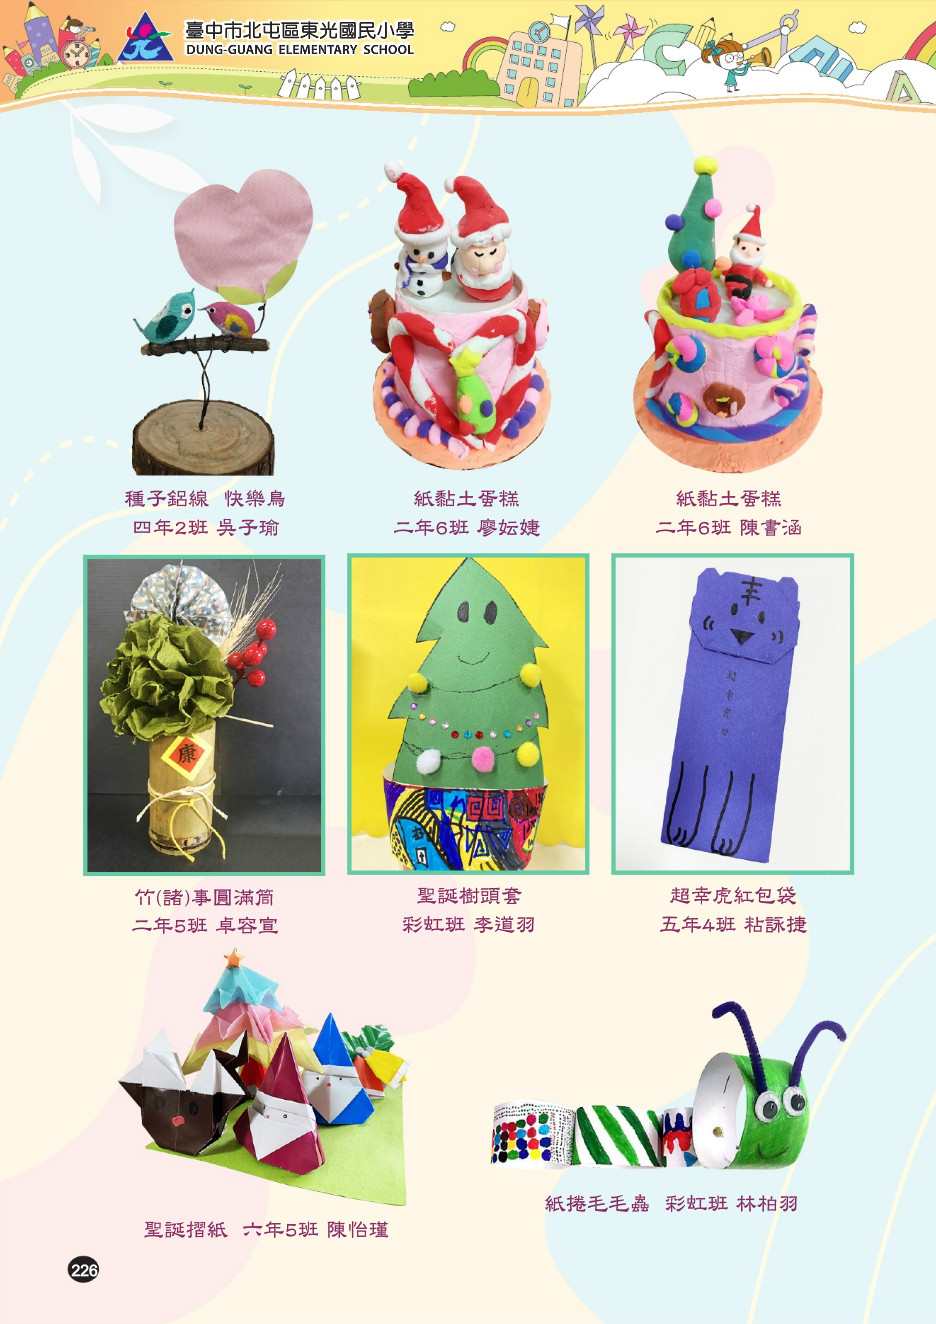 臺中市北屯區東光國民小學
DUNG-GUANG ELEMENTARY SCHOOL
種子鋁線 快樂鳥
四年2班 吳子瑜
紙黏土蛋糕
二年6班 廖妘婕
紙黏土蛋糕
二年6班 陳書涵
康
超幸虎
竹(諸)事圓滿筒
二年5班 卓容宣
聖誕樹頭套
彩虹班 李道羽
超幸虎紅包袋
五年4班 粘詠捷
聖誕摺紙 六年5班 陳怡瑾
紙捲毛毛蟲 彩虹班 林柏羽
226